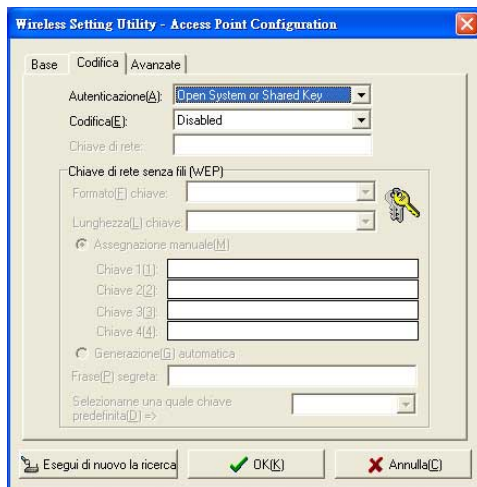 Wireless Setting Utility - Access Point Configuration
Base Codifica Avanzate
Autenticazione(A): Open System or Shared Key
Codifica(E): Disabled
Chiave di rete:
Chiave di rete senza fili (WEP)
Formato(F) chiave:
Lunghezza(L) chiave:
Assegnazione manuale(M)
Chiave 1(1):
Chiave 2(2):
Chiave 3(3):
Chiave 4(4):
Generazione(G) automatica
Frase(P) segreta:
Selezioname una quale chiave
predefinita(D) =>
Esegui di nuovo la ricerca OK(K) Annulla(C)